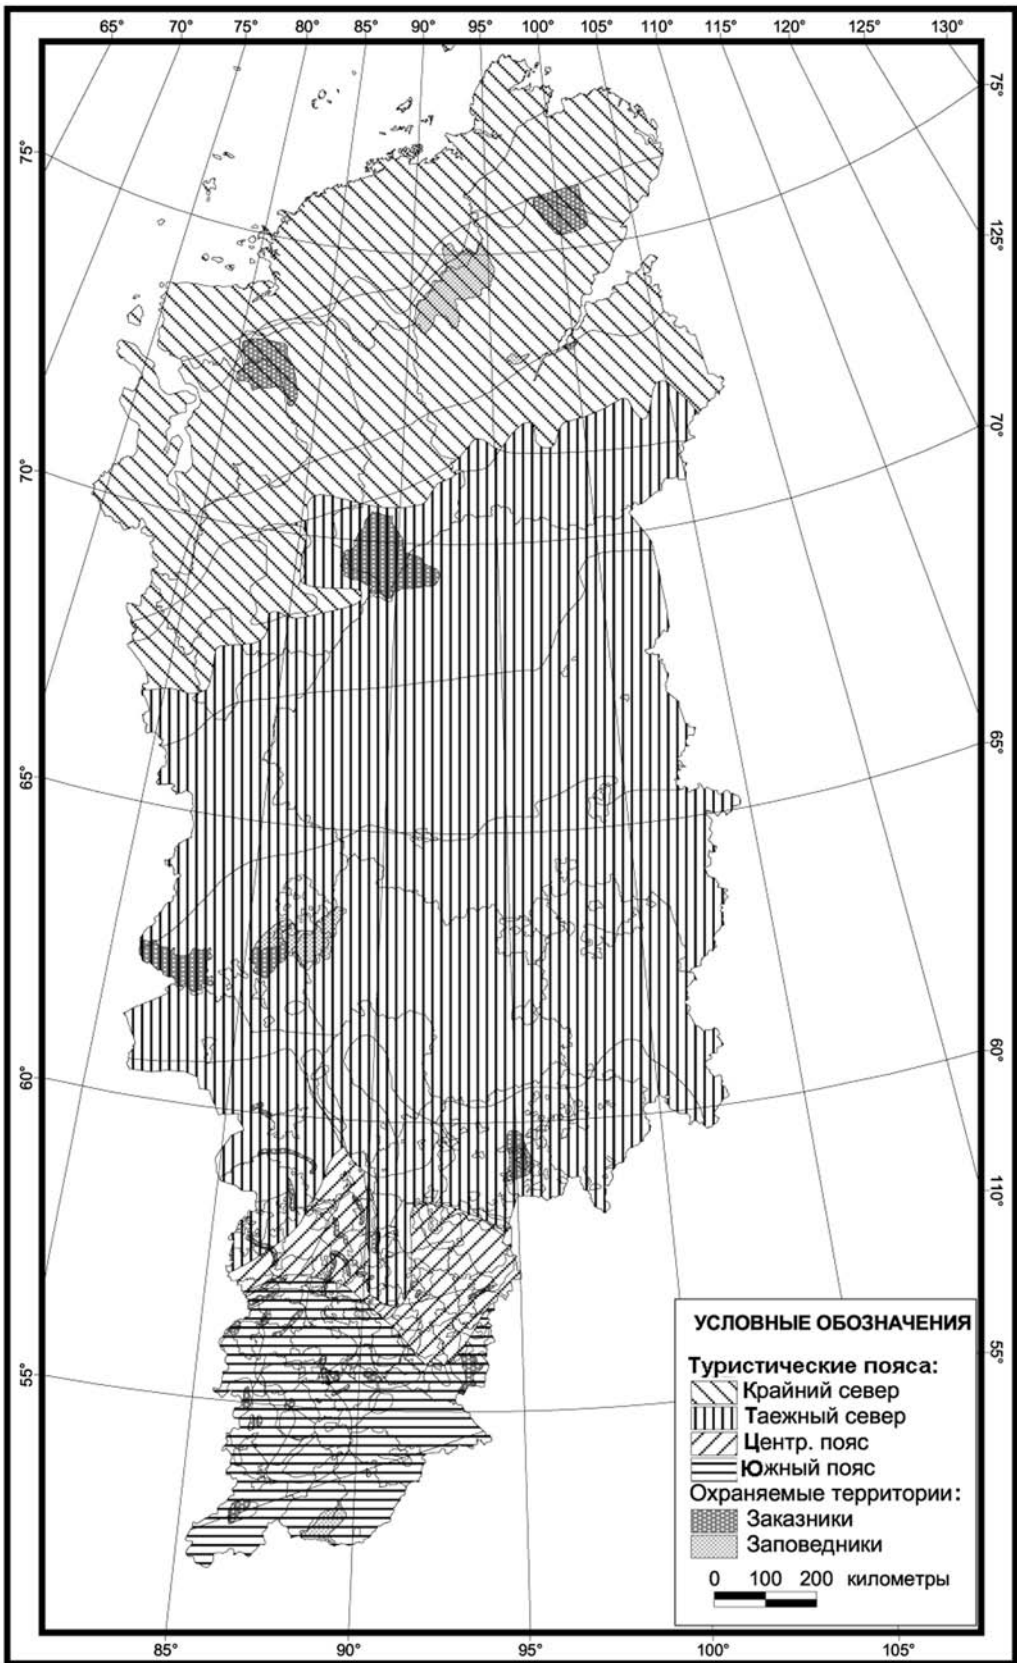 65° 70° 75° 80° 85° 90° 95° 100° 105° 110° 115° 120° 130°
75° 75°
125°
70° 70°
65° 65°
60° 60°
110°
55° 55°
УСЛОВНЫЕ ОБОЗНАЧЕНИЯ
Туристические пояса:
Крайний север
Таежный север
Центр. пояс
Южный пояс
Охраняемые территории:
Заказники
Заповедники
0 100 200 километры
85° 90° 95° 100° 105°